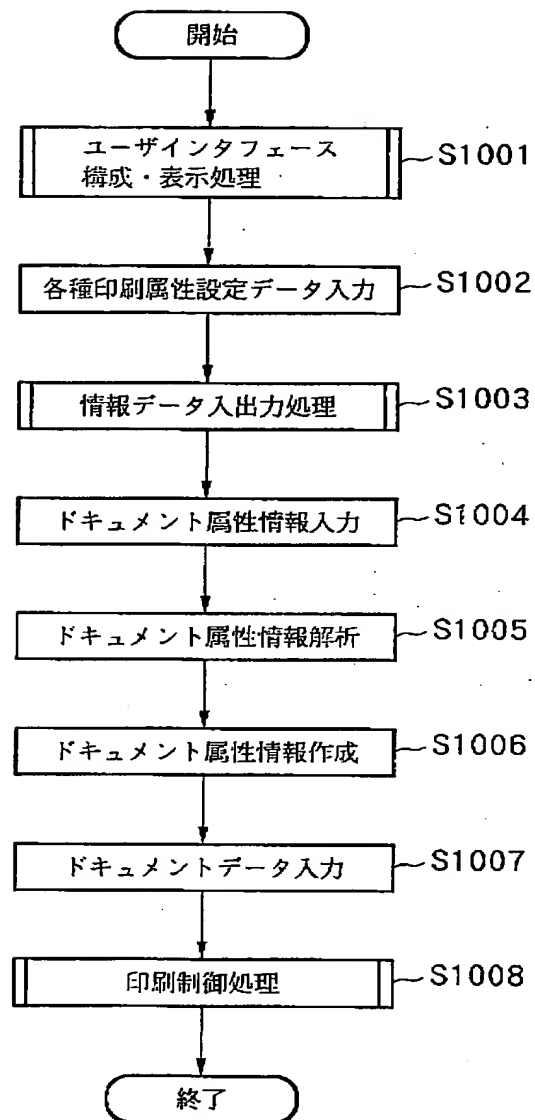 開始
ユーザインタフェース
構成・表示処理
S1001
各種印刷属性設定データ入力
S1002
情報データ入出力処理
S1003
ドキュメント属性情報入力
S1004
ドキュメント属性情報解析
S1005
ドキュメント属性情報作成
S1006
ドキュメントデータ入力
S1007
印刷制御処理
S1008
終了